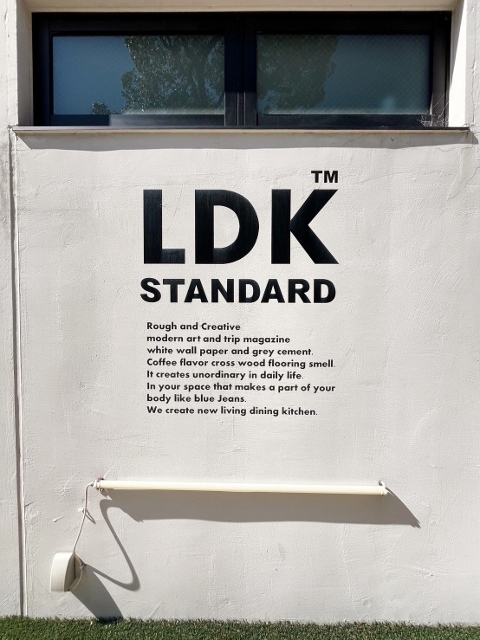 LDK™
STANDARD
Rough and Creative
modern art and trip magazine
white wall paper and grey cement.
Coffee flavor cross wood flooring smell.
It creates unordinary in daily life.
In your space that makes a part of your
body like blue Jeans.
We create new living dining kitchen.